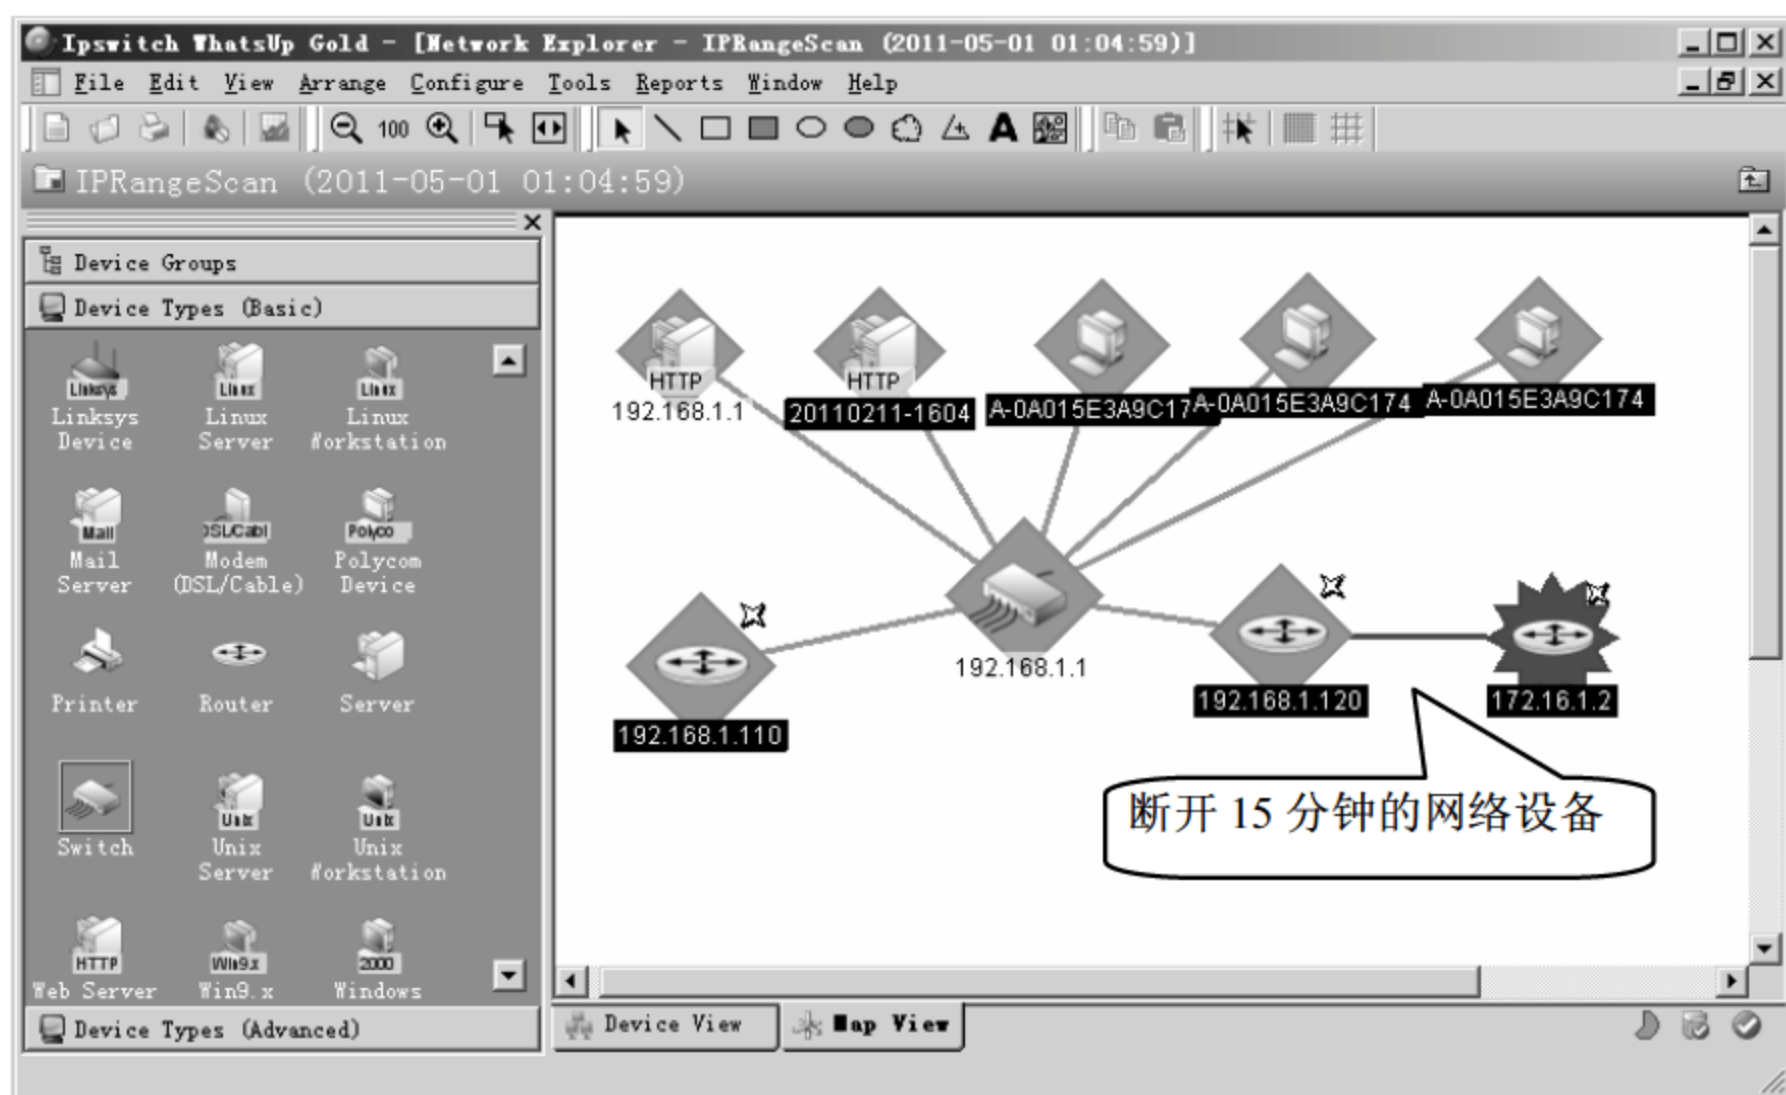 Ipswitch WhatsUp Gold - [Network Explorer - IPRangeScan (2011-05-01 01:04:59)]
File Edit View Arrange Configure Tools Reports Window Help
100
IPRangeScan (2011-05-01 01:04:59)
Device Groups
Device Types (Basic)
Linksys Linux Linux
Linksys Device
Linux Server
Linux Workstation
Mail DSL/Cabl Polyco
Mail Server
Modem (DSL/Cable)
Polycom Device
Printer
Router
Server
Switch
Unix Unix
Unix Server
Unix Workstation
HTTP Win9.x 2000
Web Server
Win9.x
Windows
Device Types (Advanced)
HTTP
192.168.1.1
HTTP
20110211-1604
A-0A015E3A9C17
A-0A015E3A9C174
A-0A015E3A9C174
192.168.1.1
192.168.1.110
192.168.1.120
172.16.1.2
断开 15 分钟的网络设备
Device View
Map View